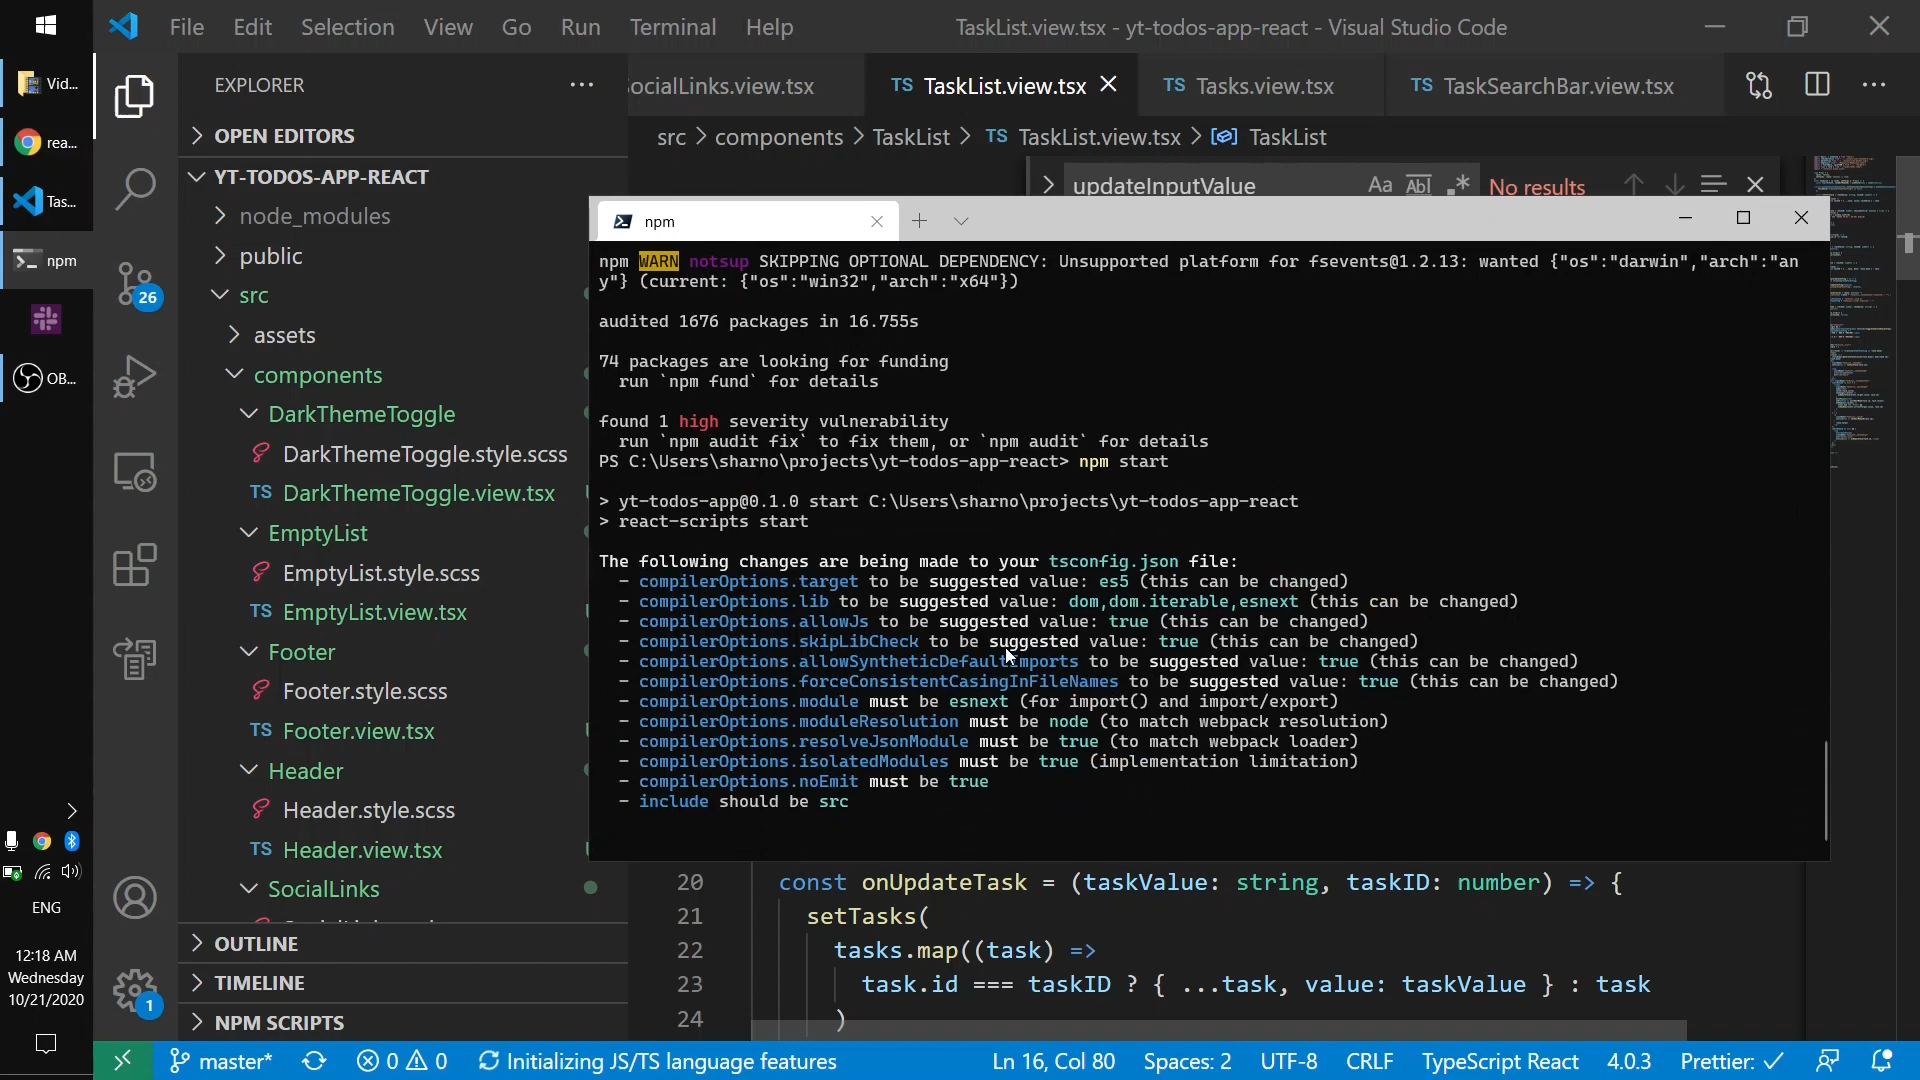 File Edit Selection View Go Run Terminal Help
TaskList.view.tsx - yt-todos-app-react - Visual Studio Code
Vid...
rea...
Tas...
npm
OB...
ENG
12:18 AM
Wednesday
10/21/2020
26
1
EXPLORER
OPEN EDITORS
YT-TODOS-APP-REACT
node_modules
public
src
assets
components
DarkThemeToggle
DarkThemeToggle.style.scss
TS DarkThemeToggle.view.tsx
EmptyList
EmptyList.style.scss
TS EmptyList.view.tsx
Footer
Footer.style.scss
TS Footer.view.tsx
Header
Header.style.scss
TS Header.view.tsx
SocialLinks
OUTLINE
TIMELINE
NPM SCRIPTS
ocialLinks.view.tsx TS TaskList.view.tsx TS Tasks.view.tsx TS TaskSearchBar.view.tsx
src > components > TaskList > TS TaskList.view.tsx > TaskList
updateInputValue Aa Abl .* No results
npm
npm WARN notsup SKIPPING OPTIONAL DEPENDENCY: Unsupported platform for fsevents@1.2.13: wanted {"os":"darwin","arch":"an
y"} (current: {"os":"win32","arch":"x64"})
audited 1676 packages in 16.755s
74 packages are looking for funding
run `npm fund` for details
found 1 high severity vulnerability
run `npm audit fix` to fix them, or `npm audit` for details
PS C:\Users\sharno\projects\yt-todos-app-react> npm start
> yt-todos-app@0.1.0 start C:\Users\sharno\projects\yt-todos-app-react
> react-scripts start
The following changes are being made to your tsconfig.json file:
- compilerOptions.target to be suggested value: es5 (this can be changed)
- compilerOptions.lib to be suggested value: dom,dom.iterable,esnext (this can be changed)
- compilerOptions.allowJs to be suggested value: true (this can be changed)
- compilerOptions.skipLibCheck to be suggested value: true (this can be changed)
- compilerOptions.allowSyntheticDefaultImports to be suggested value: true (this can be changed)
- compilerOptions.forceConsistentCasingInFileNames to be suggested value: true (this can be changed)
- compilerOptions.module must be esnext (for import() and import/export)
- compilerOptions.moduleResolution must be node (to match webpack resolution)
- compilerOptions.resolveJsonModule must be true (to match webpack loader)
- compilerOptions.isolatedModules must be true (implementation limitation)
- compilerOptions.noEmit must be true
- include should be src
20 const onUpdateTask = (taskValue: string, taskID: number) => {
21 setTasks(
22 tasks.map((task) =>
23 task.id === taskID ? { ...task, value: taskValue } : task
24 )
master* 0 0 Initializing JS/TS language features Ln 16, Col 80 Spaces: 2 UTF-8 CRLF TypeScript React 4.0.3 Prettier: ✓